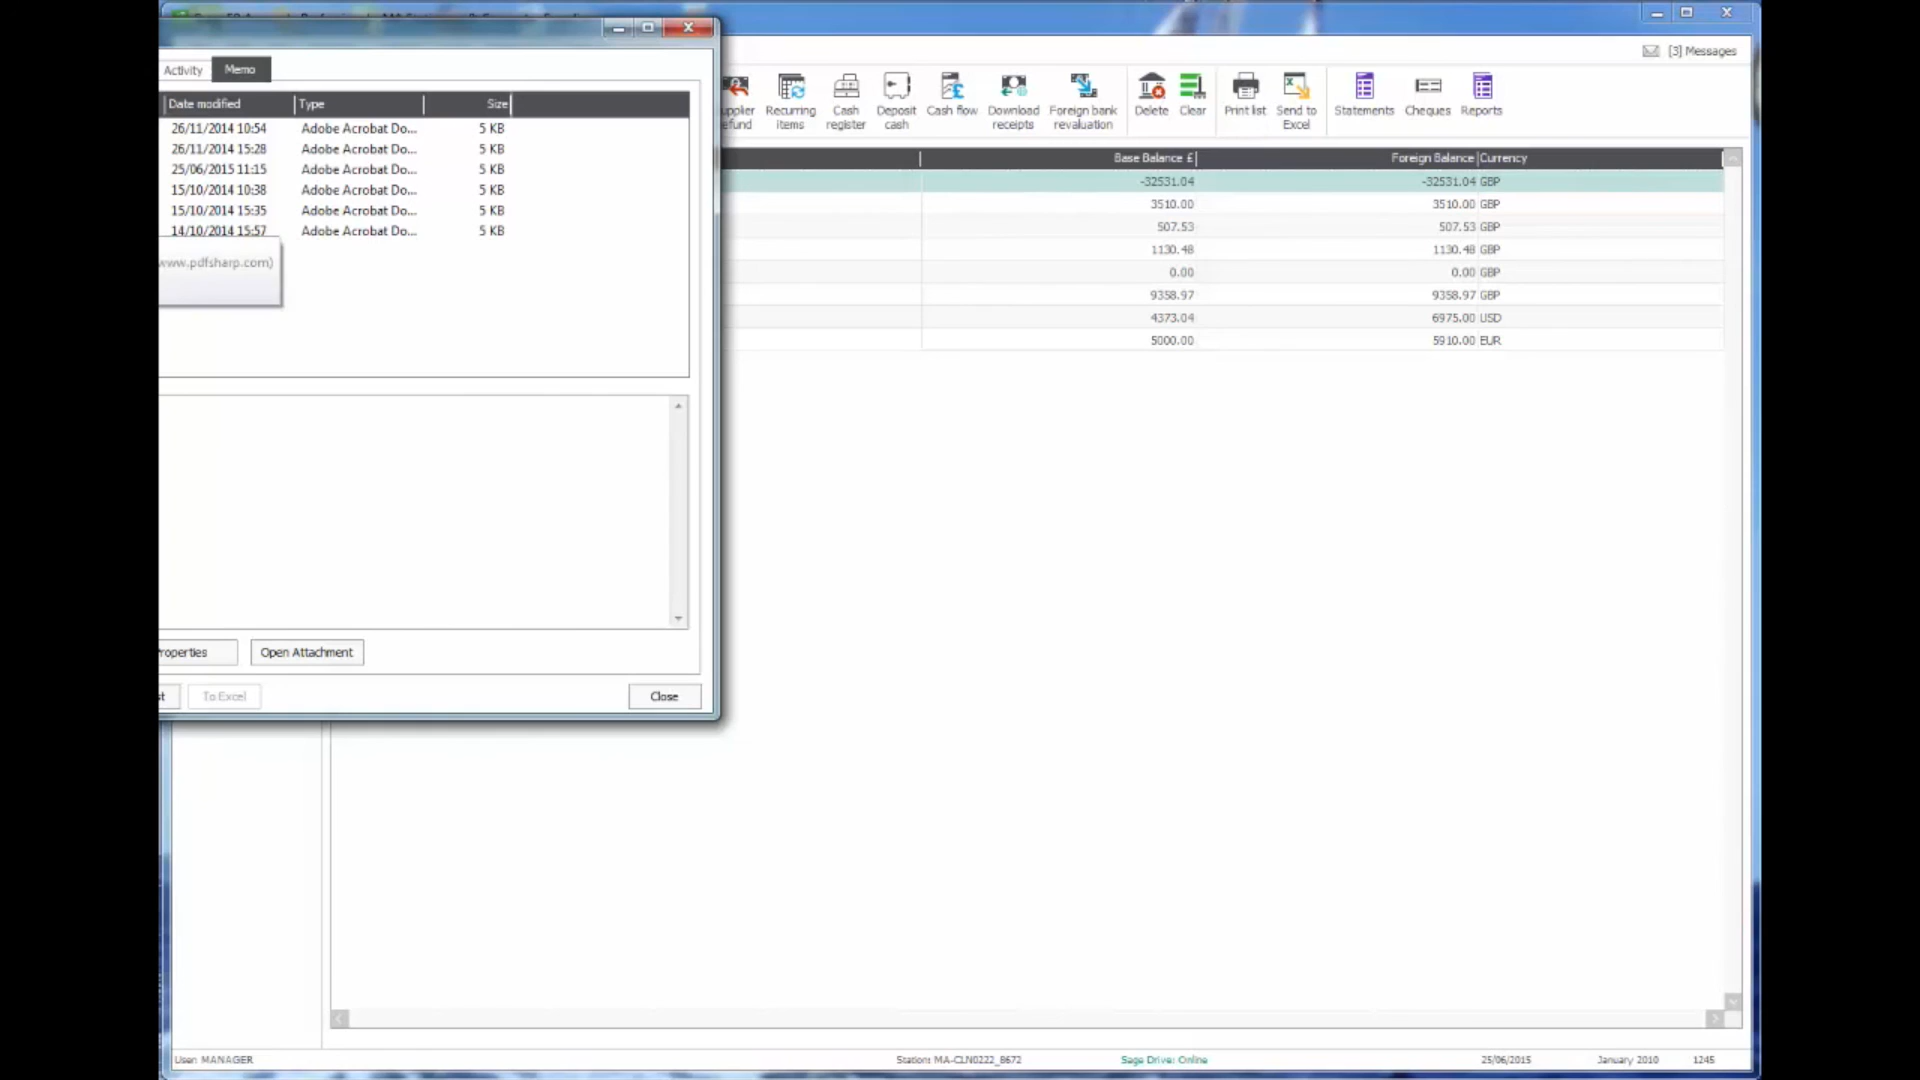 [3] Messages
Activity Memo
Date modified Type Size
26/11/2014 10:54 Adobe Acrobat Do... 5 KB
26/11/2014 15:28 Adobe Acrobat Do... 5 KB
25/06/2015 11:15 Adobe Acrobat Do... 5 KB
15/10/2014 10:38 Adobe Acrobat Do... 5 KB
15/10/2014 15:35 Adobe Acrobat Do... 5 KB
14/10/2014 15:57 Adobe Acrobat Do... 5 KB
www.pdfsharp.com)
roperties Open Attachment
st To Excel Close
upplier Recurring Cash Deposit Cash flow Download Foreign bank Delete Clear Print list Send to Statements Cheques Reports
efund items register cash receipts revaluation Excel
Base Balance £ Foreign Balance Currency
-32531.04 -32531.04 GBP
3510.00 3510.00 GBP
507.53 507.53 GBP
1130.48 1130.48 GBP
0.00 0.00 GBP
9358.97 9358.97 GBP
4373.04 6975.00 USD
5000.00 5910.00 EUR
User: MANAGER Station: MA-CLN0222_8672 Sage Drive: Online 25/06/2015 January 2010 1245